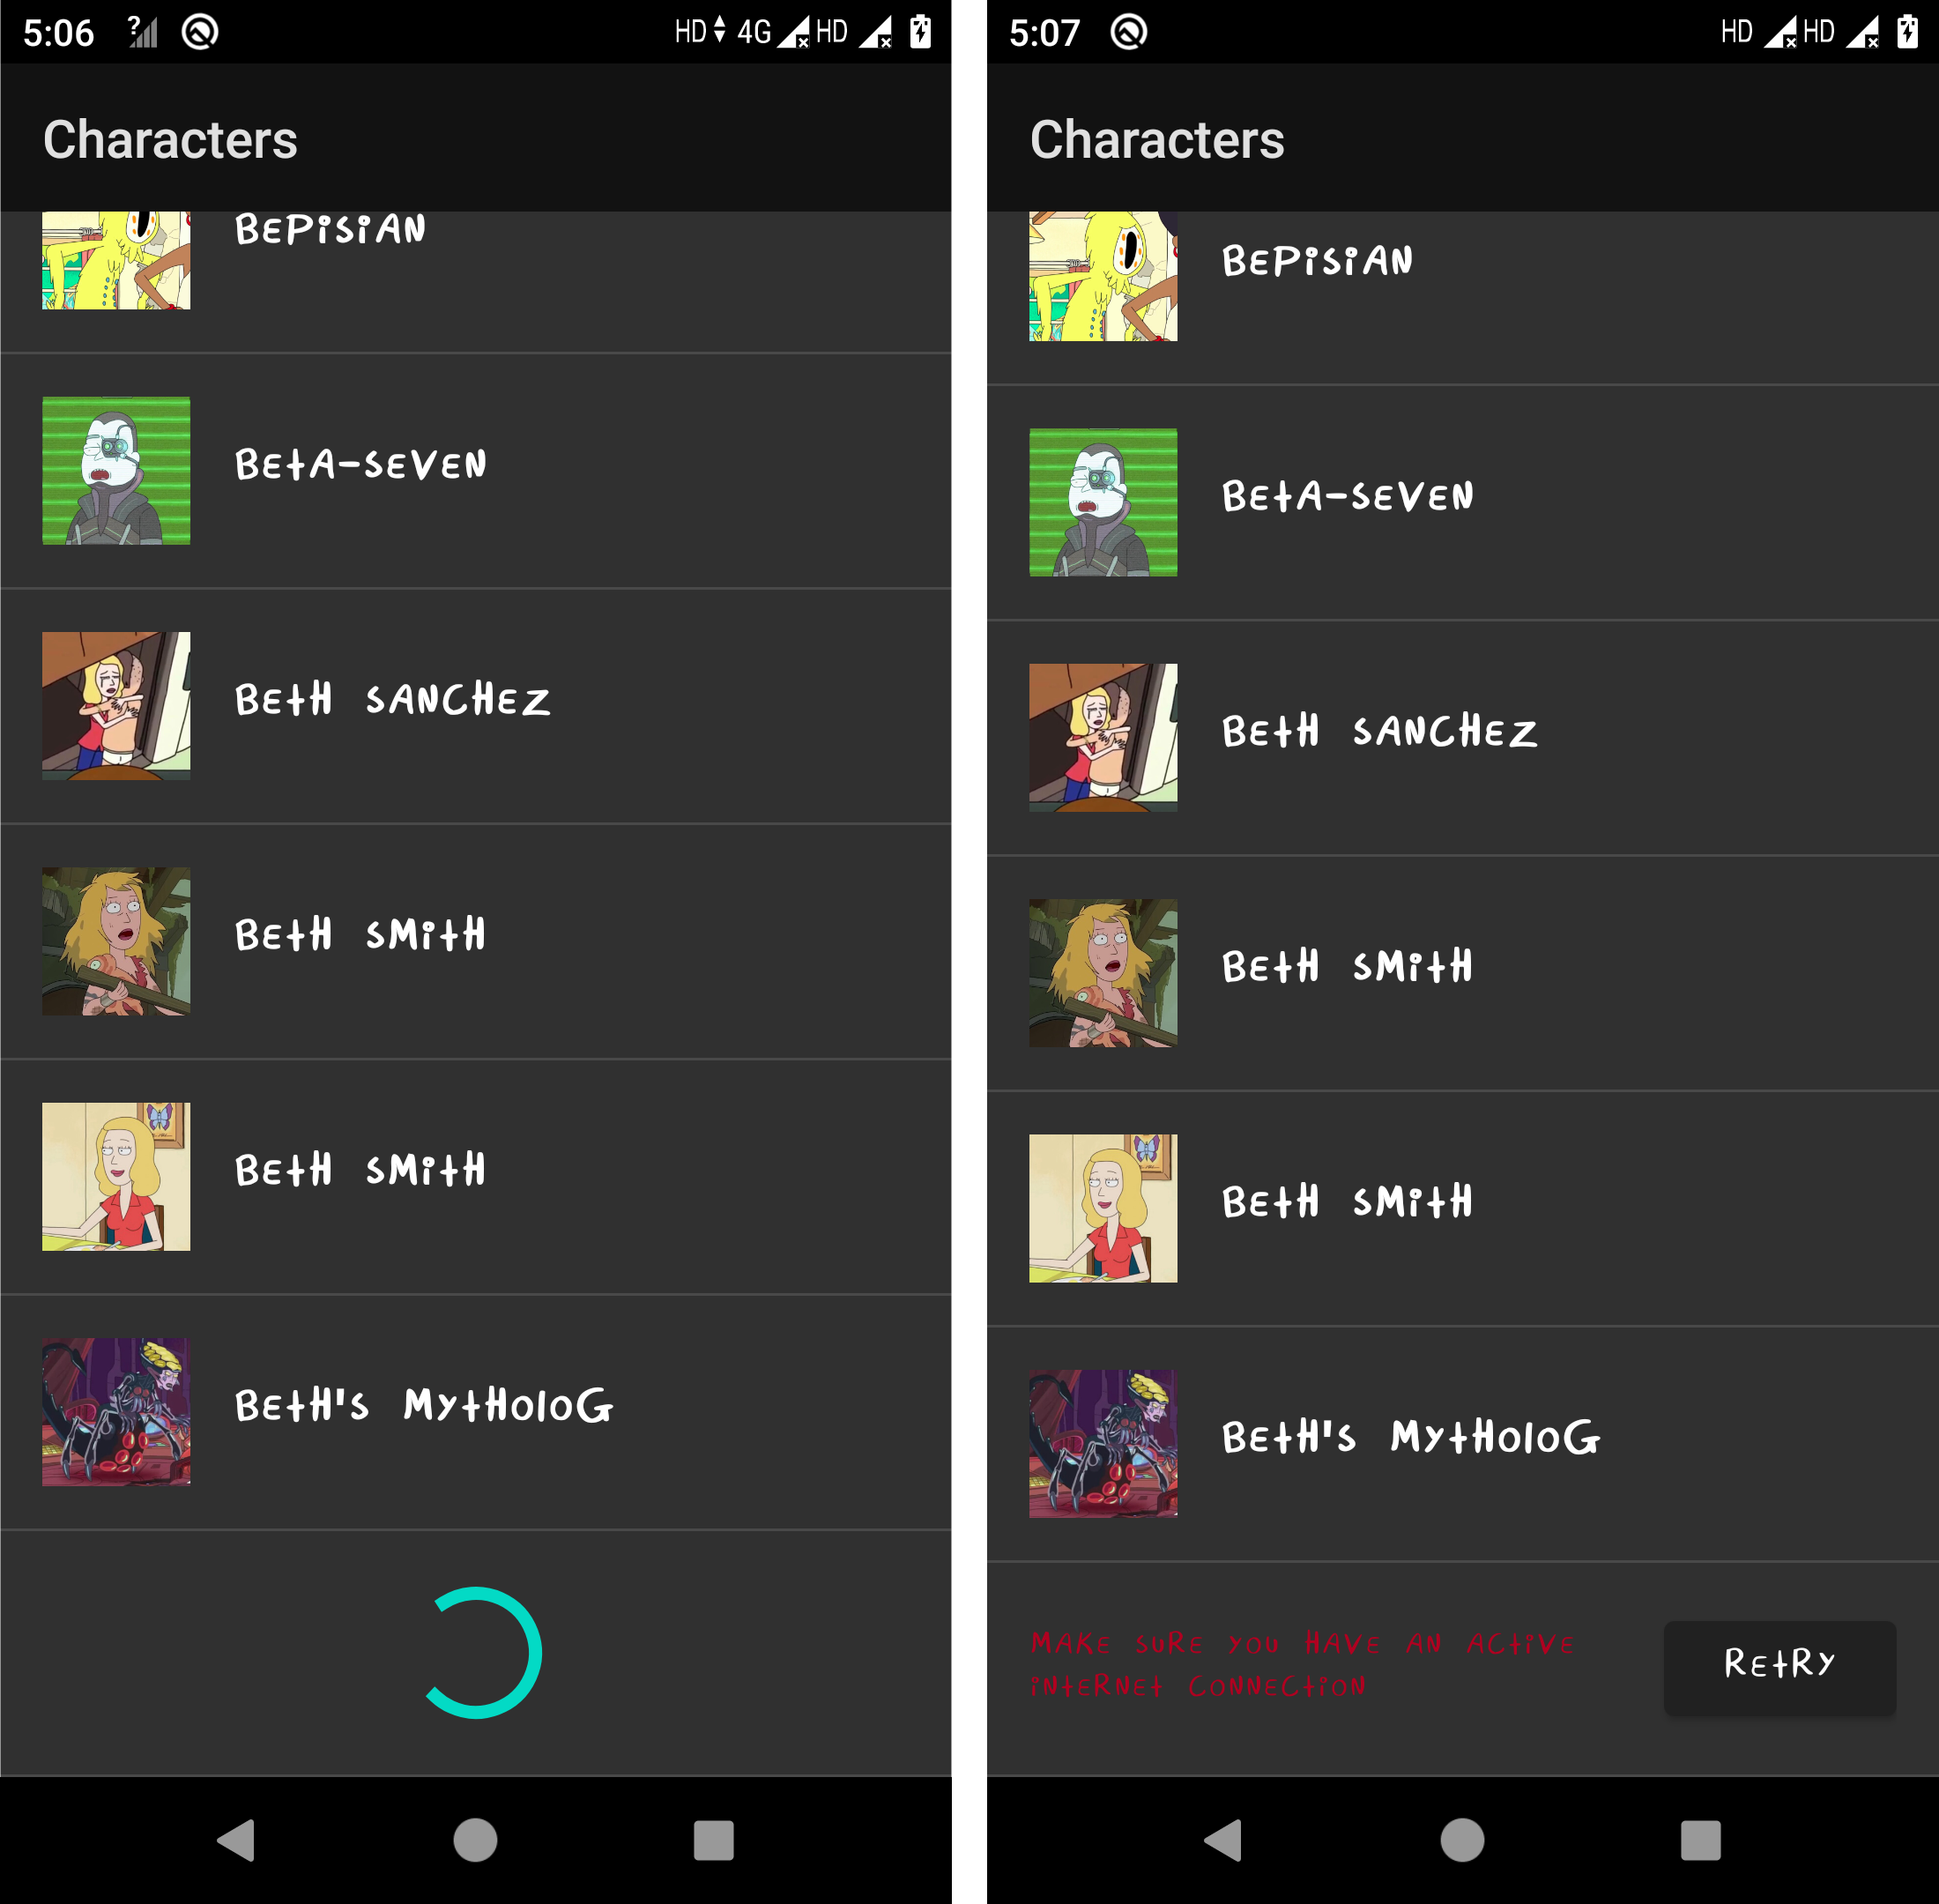 5:06
?
HD 4G HD
Characters
BEPiSiAN
BEtA-SEVEN
BEtH SANCHEZ
BEtH SMitH
BEtH SMitH
BEtH'S MYtHoloG
5:07
HD HD
Characters
BEPiSiAN
BEtA-SEVEN
BEtH SANCHEZ
BEtH SMitH
BEtH SMitH
BEtH'S MYtHoloG
MAKE SURE YOU HAVE AN ACtiVE
iNtERNEt CONNECtiON
REtRY